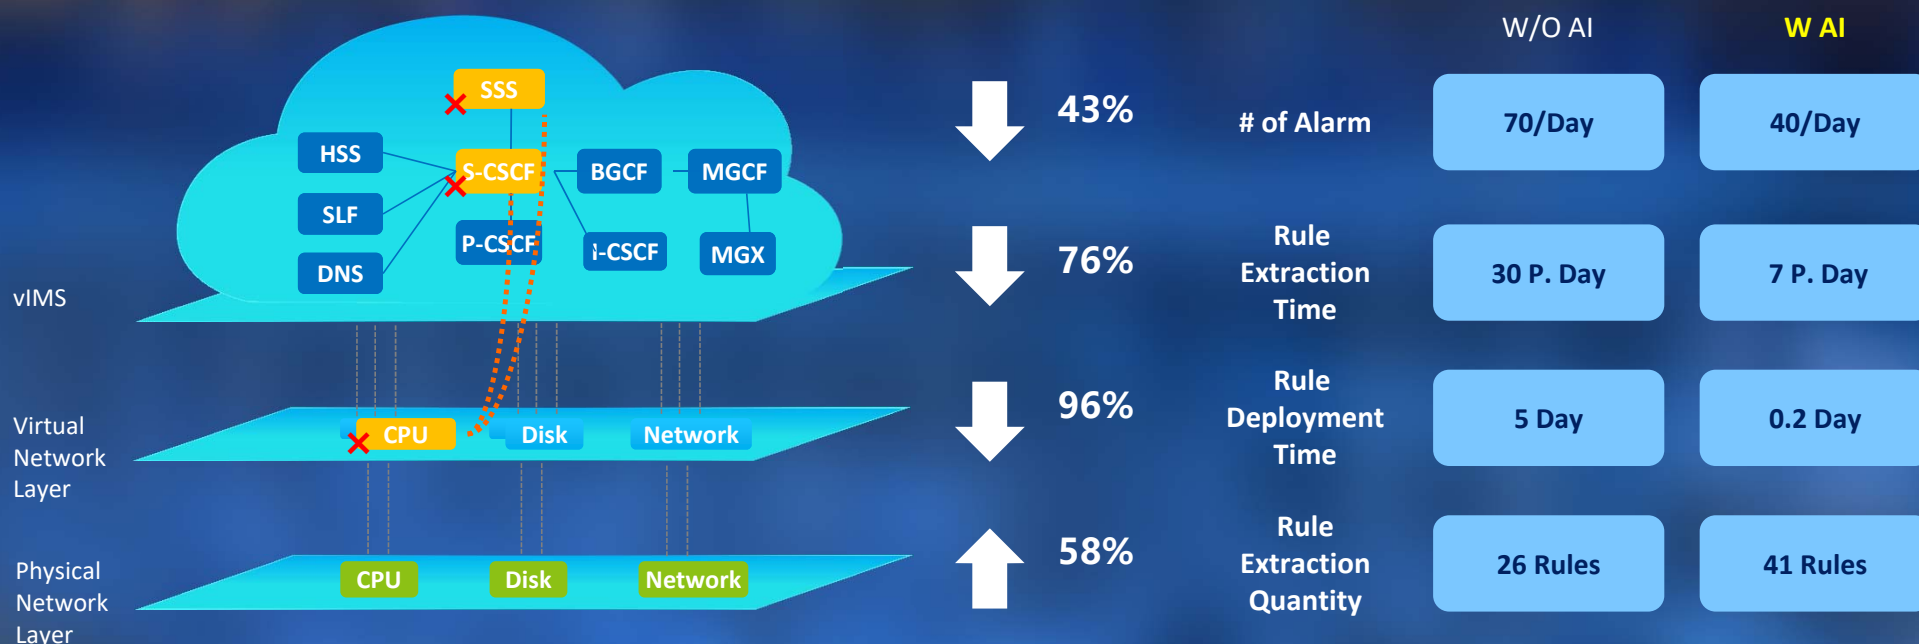 W/O AI
W AI
SSS
HSS
S-CSCF
BGCF
MGCF
SLF
P-CSCF
I-CSCF
MGX
DNS
vIMS
Virtual
Network
Layer
CPU
Disk
Network
Physical
Network
Layer
CPU
Disk
Network
43%
# of Alarm
70/Day
40/Day
76%
Rule
Extraction
Time
30 P. Day
7 P. Day
96%
Rule
Deployment
Time
5 Day
0.2 Day
58%
Rule
Extraction
Quantity
26 Rules
41 Rules